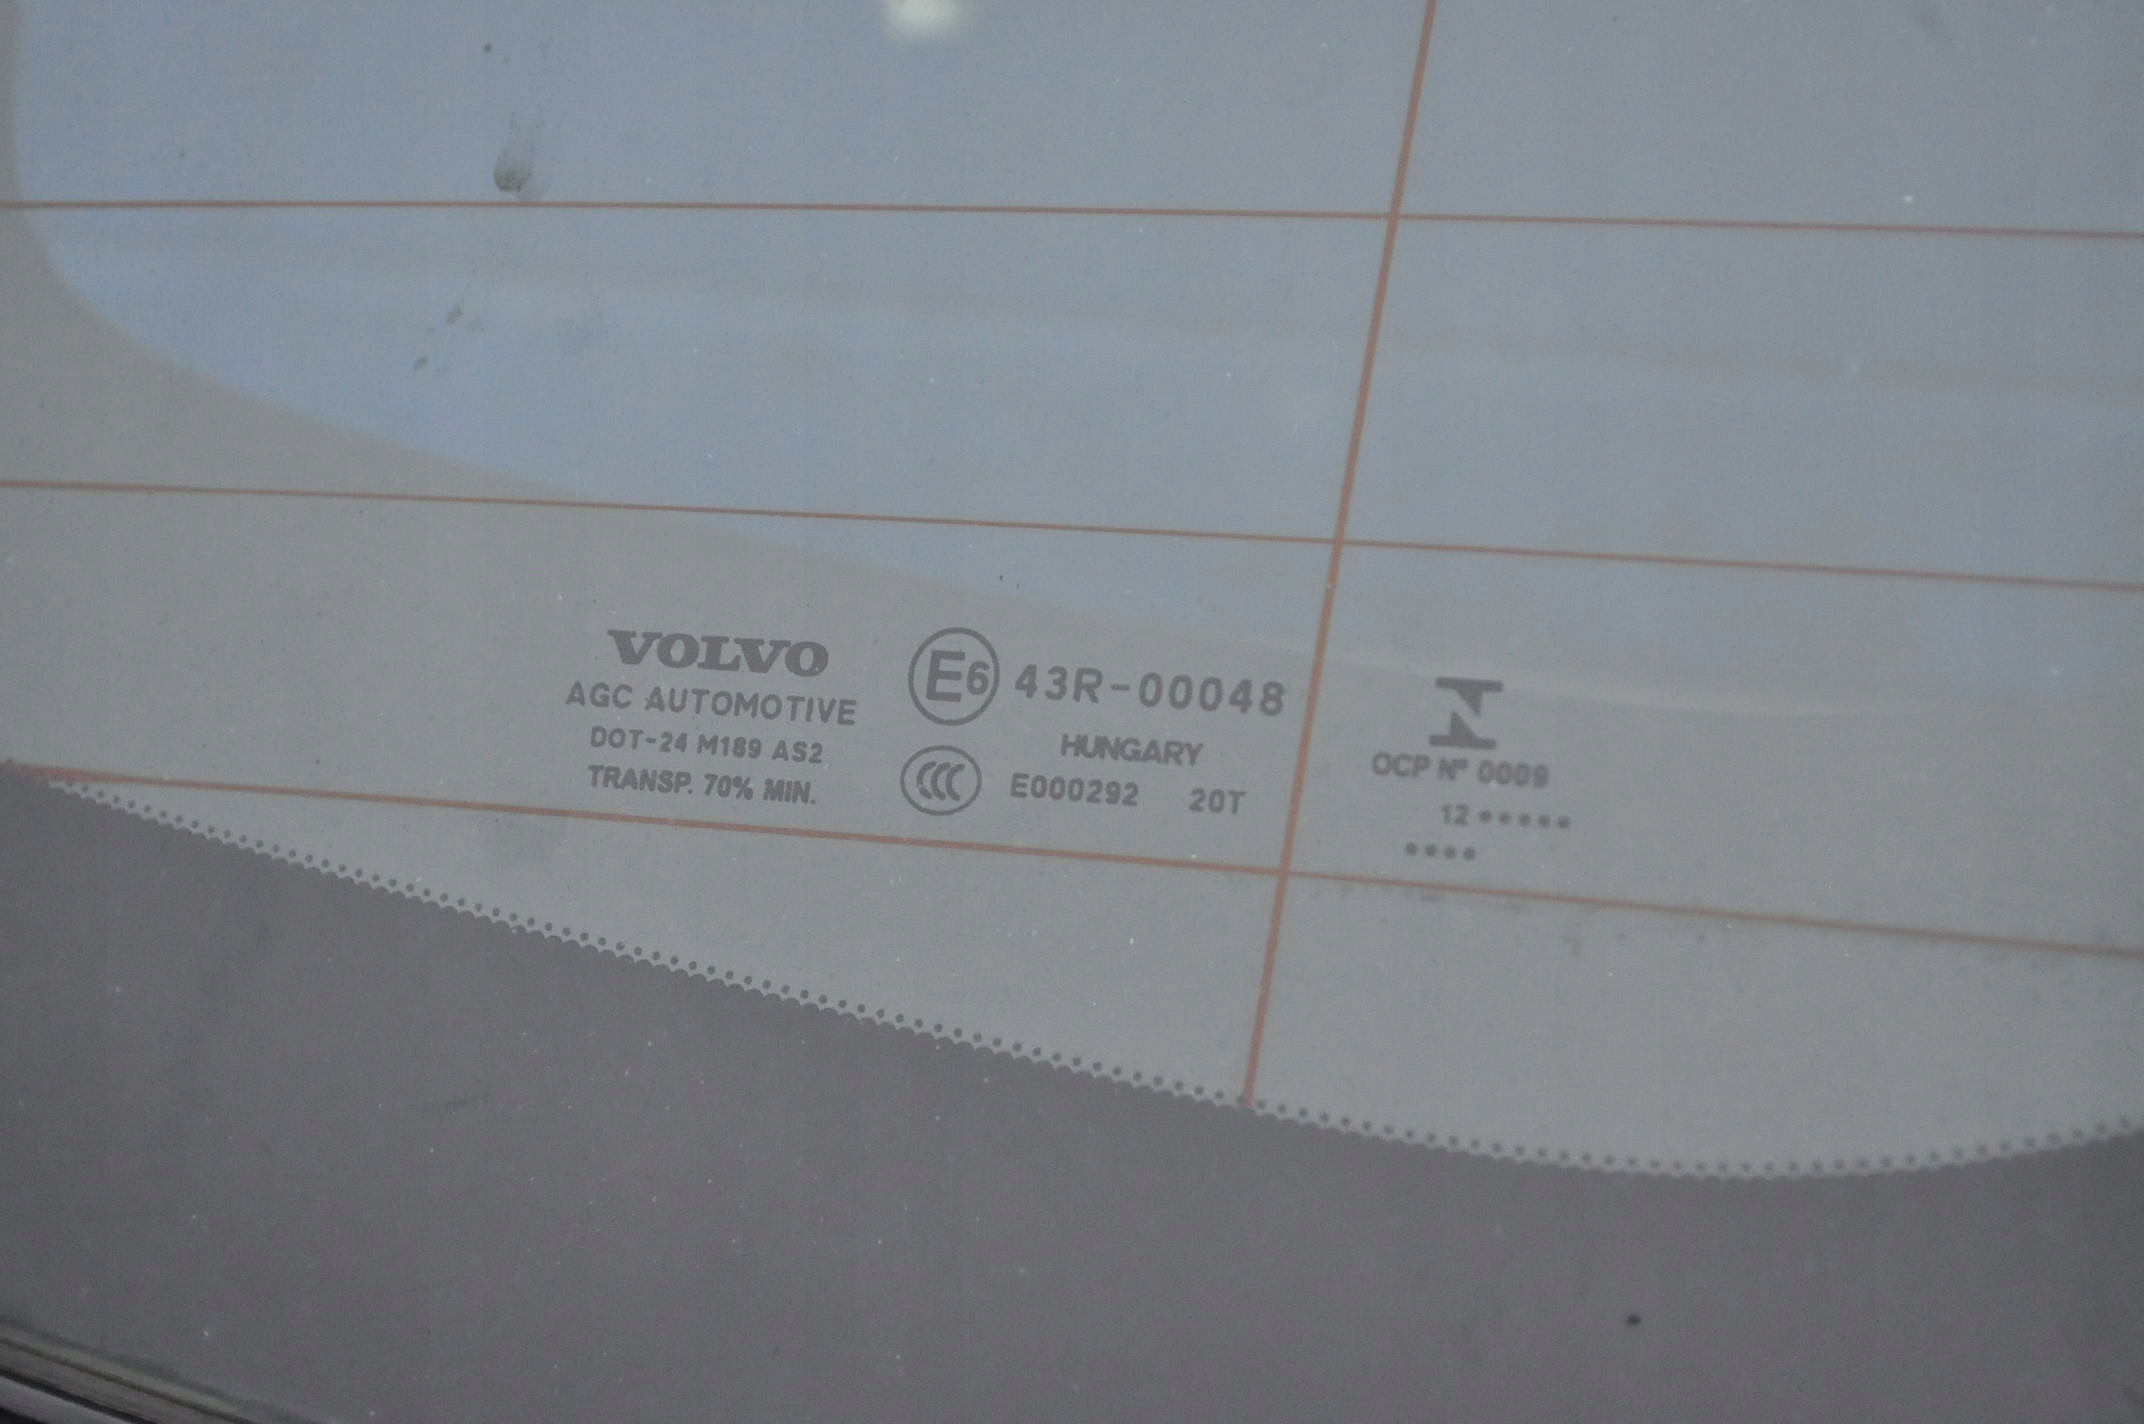 VOLVO
AGC AUTOMOTIVE
DOT-24 M189 AS2
TRANSP. 70% MIN.
E6 43R-00048
HUNGARY
CCC E000292 20T
OCP Nº 0009
12 •••••
••••